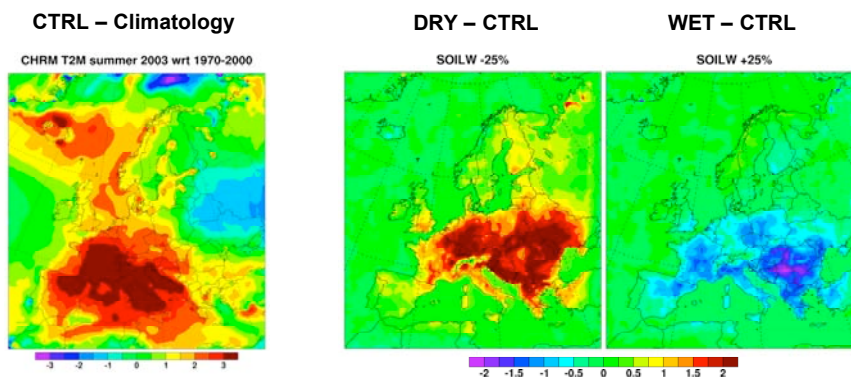 CTRL – Climatology
DRY – CTRL
WET – CTRL
CHRM T2M summer 2003 wrt 1970-2000
SOILW -25%
SOILW +25%
-3 -2 -1 0 1 2 3
-2 -1.5 -1 -0.5 0 0.5 1 1.5 2